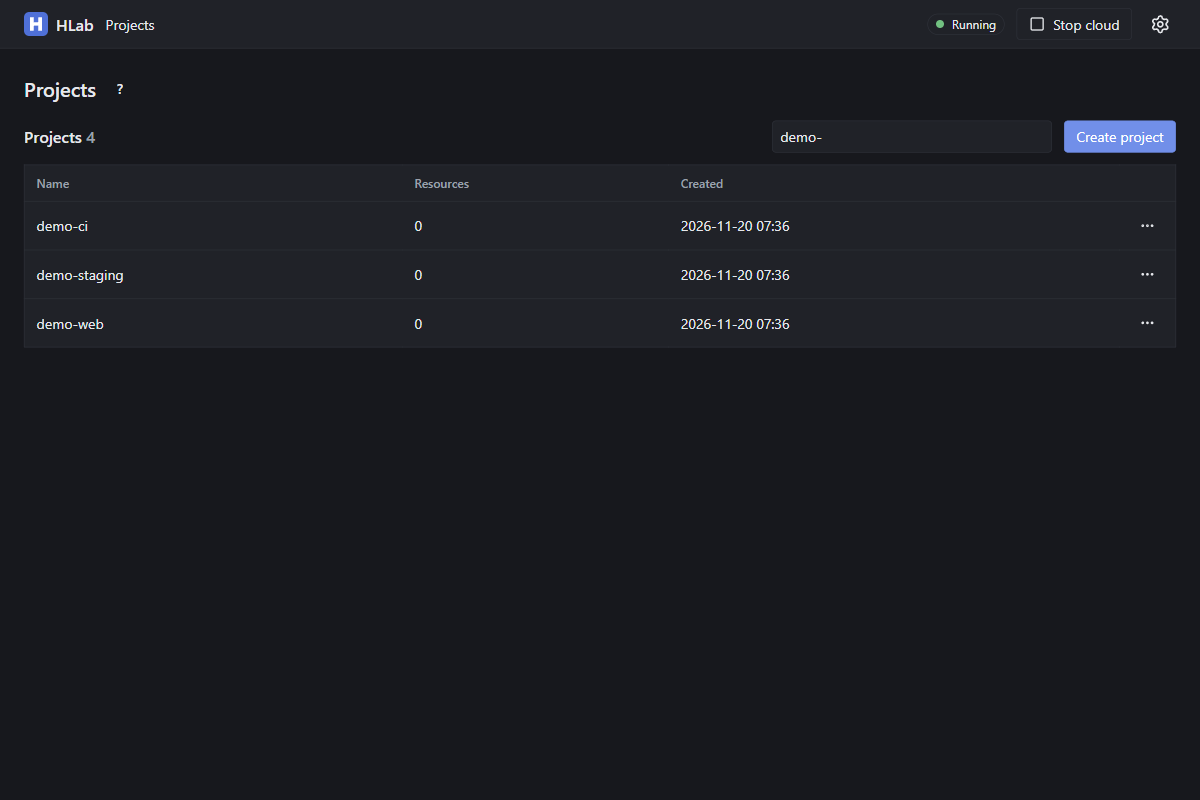 H HLab Projects Running Stop cloud
Projects ?
Projects 4 demo- Create project
Name Resources Created
demo-ci 0 2026-11-20 07:36 ...
demo-staging 0 2026-11-20 07:36 ...
demo-web 0 2026-11-20 07:36 ...